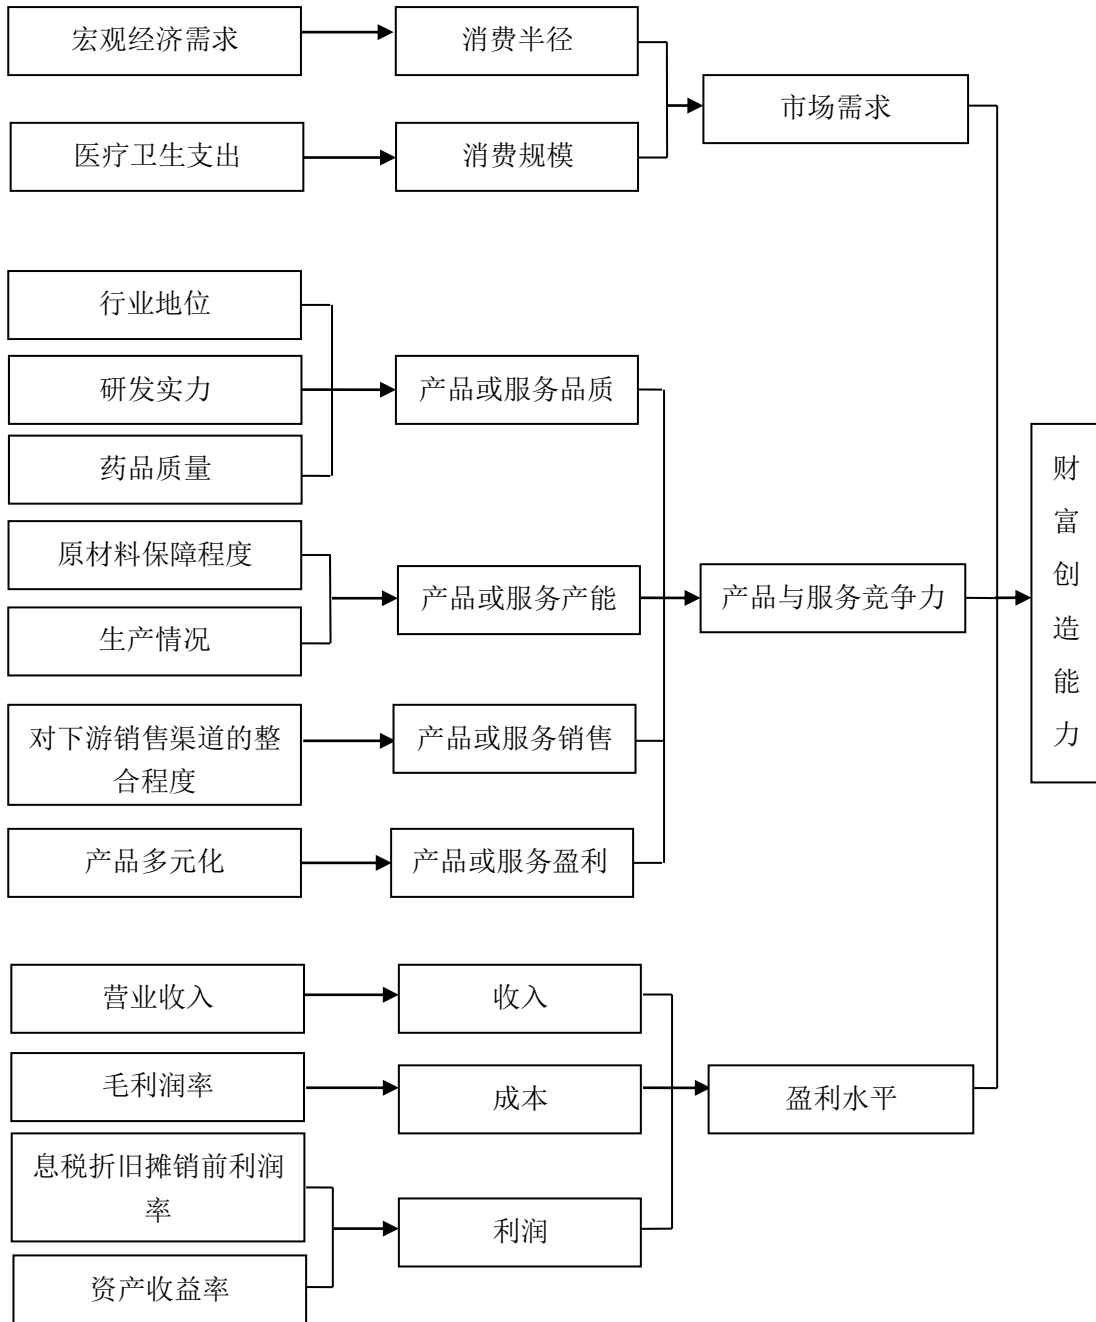 宏观经济需求
消费半径
市场需求
医疗卫生支出
消费规模
行业地位
研发实力
产品或服务品质
药品质量
原材料保障程度
产品或服务产能
产品与服务竞争力
生产情况
对下游销售渠道的整
合程度
产品或服务销售
产品多元化
产品或服务盈利
财
富
创
造
能
力
营业收入
收入
毛利润率
成本
盈利水平
息税折旧摊销前利润
率
利润
资产收益率